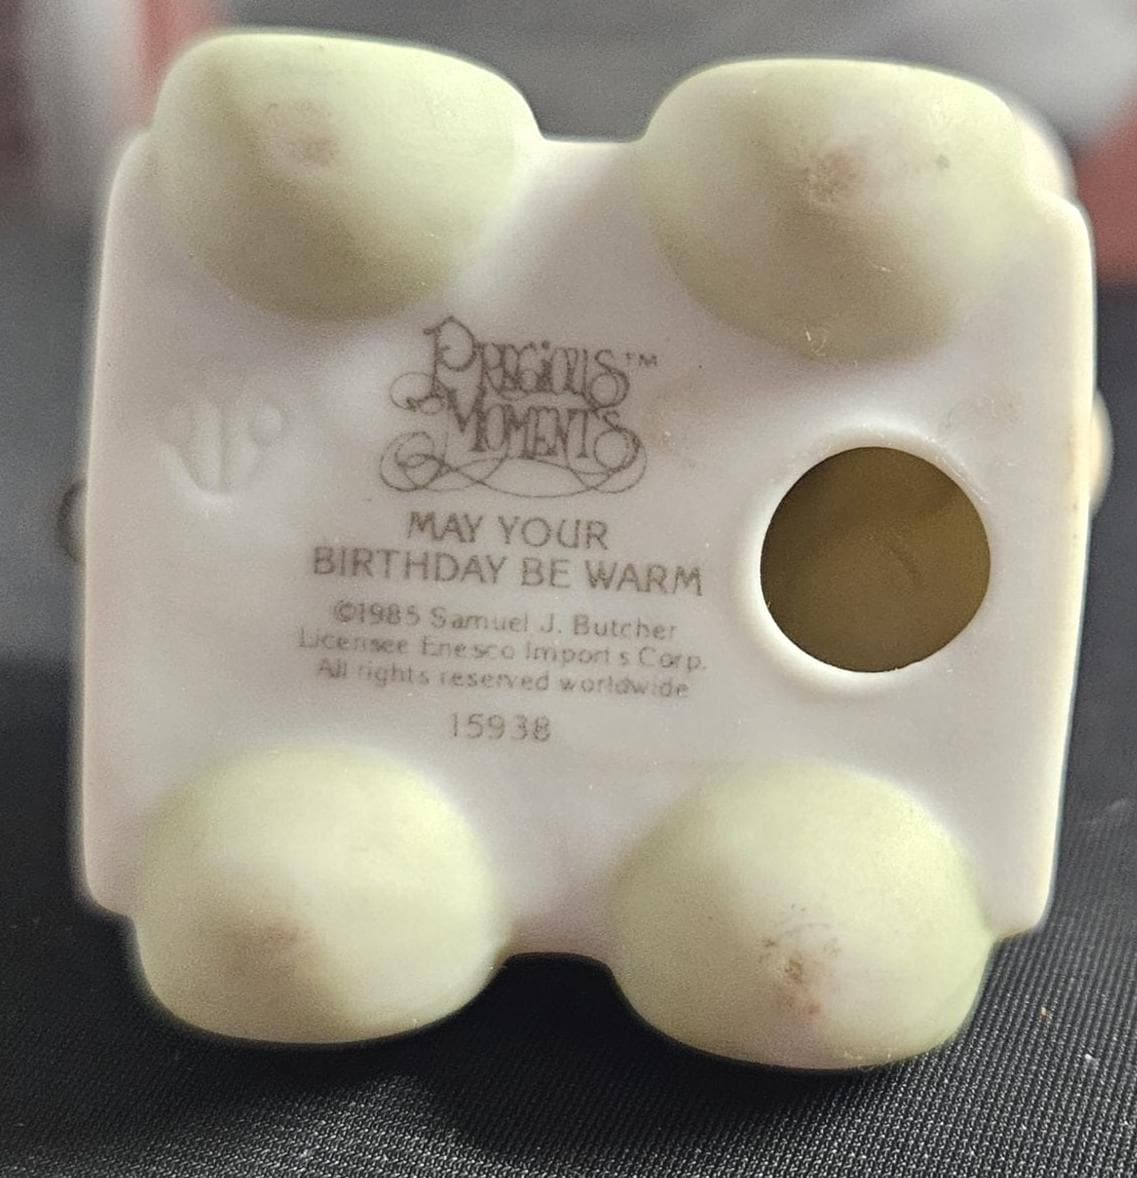 Precious™
Moments
MAY YOUR
BIRTHDAY BE WARM
©1985 Samuel J. Butcher
Licensee Enesco Imports Corp.
All rights reserved worldwide
15938